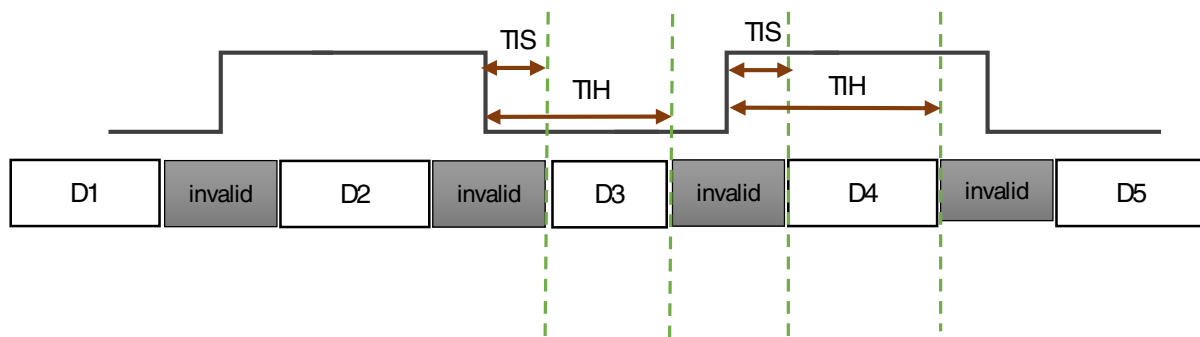 TIS
TIS
TIH
TIH
D1
invalid
D2
invalid
D3
invalid
D4
invalid
D5